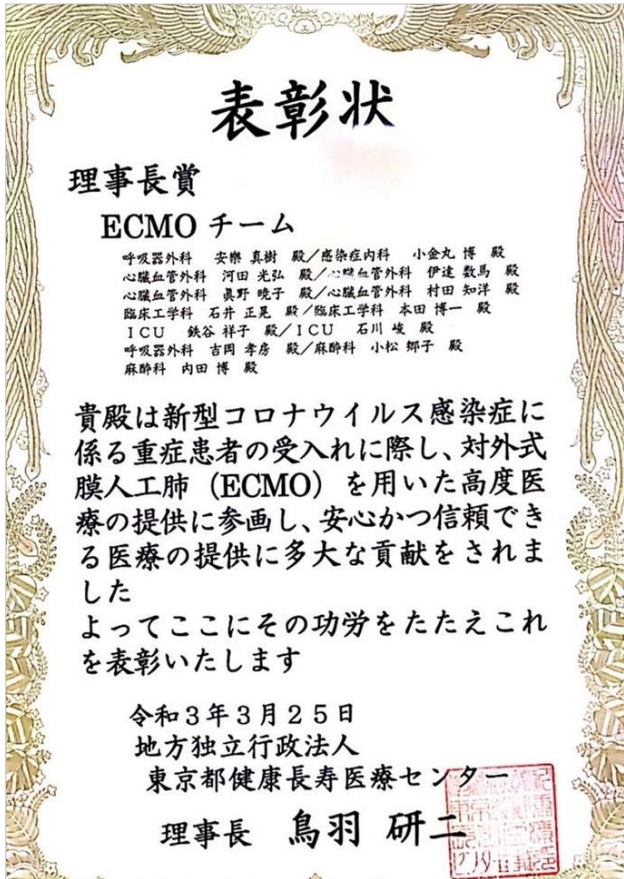 表彰状
理事長賞
ECMO チーム
呼吸器外科 安樂 真樹 殿／感染症内科 小金丸 博 殿
心臓血管外科 河田 光弘 殿／心臓血管外科 伊達 数馬 殿
心臓血管外科 眞野 暁子 殿／心臓血管外科 村田 知洋 殿
臨床工学科 石井 正晃 殿／臨床工学科 本田 博一 殿
ICU 鉄谷 祥子 殿／ICU 石川 崚 殿
呼吸器外科 吉岡 孝房 殿／麻酔科 小松 郷子 殿
麻酔科 内田 博 殿
貴殿は新型コロナウイルス感染症に
係る重症患者の受入れに際し、対外式
膜人工肺（ECMO）を用いた高度医
療の提供に参画し、安心かつ信頼でき
る医療の提供に多大な貢献をされま
した
よってここにその功労をたたえこれ
を表彰いたします
令和3年3月25日
地方独立行政法人
東京都健康長寿医療センター
理事長 鳥羽 研二